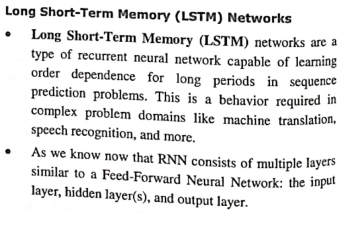 Long Short-Term Memory (LSTM) Networks
• Long Short-Term Memory (LSTM) networks are a
type of recurrent neural network capable of learning
order dependence for long periods in sequence
prediction problems. This is a behavior required in
complex problem domains like machine translation,
speech recognition, and more.
• As we know now that RNN consists of multiple layers
similar to a Feed-Forward Neural Network: the input
layer, hidden layer(s), and output layer.